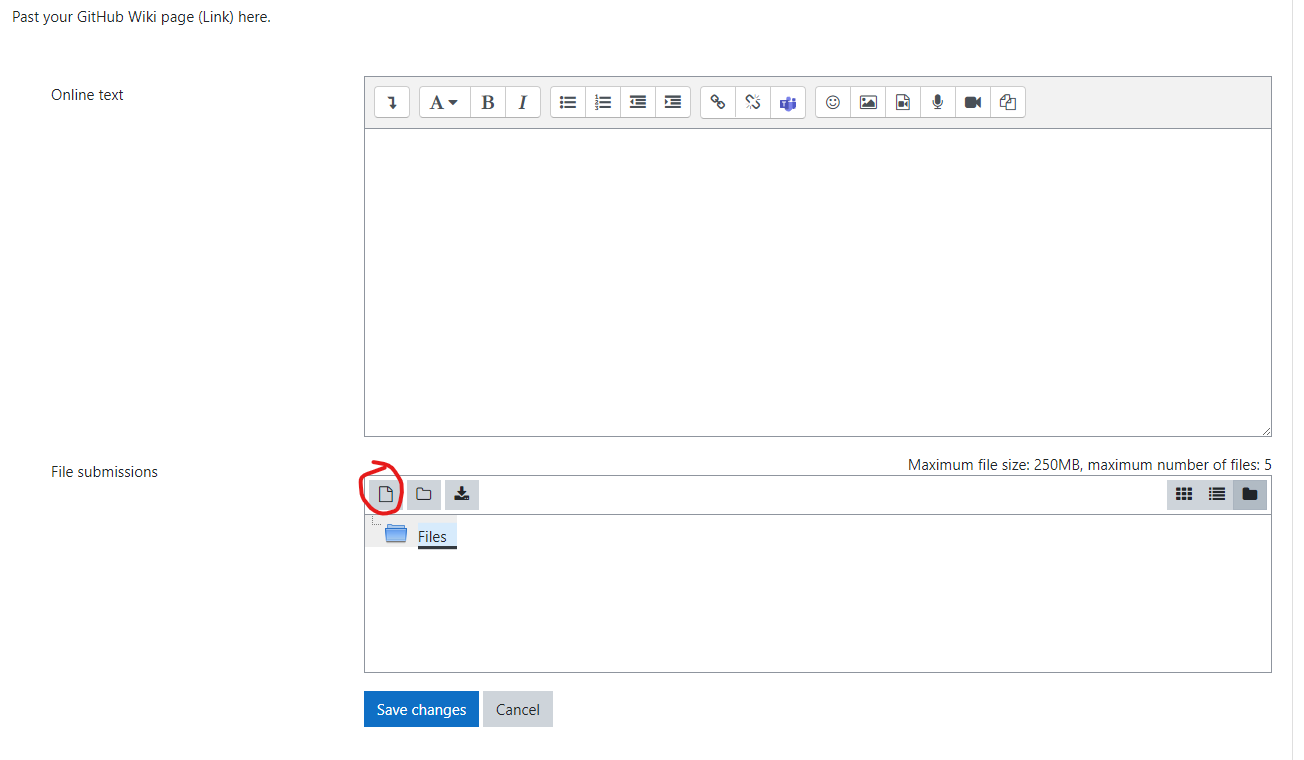 Past your GitHub Wiki page (Link) here.
Online text
A B I
File submissions
Maximum file size: 250MB, maximum number of files: 5
Files
Save changes Cancel